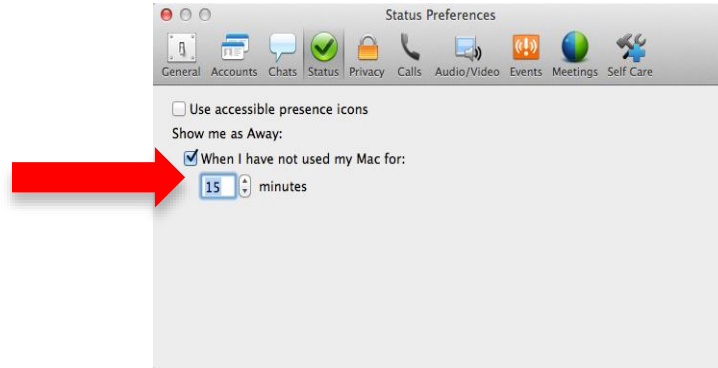 Status Preferences
General Accounts Chats Status Privacy Calls Audio/Video Events Meetings Self Care
Use accessible presence icons
Show me as Away:
When I have not used my Mac for:
15 minutes